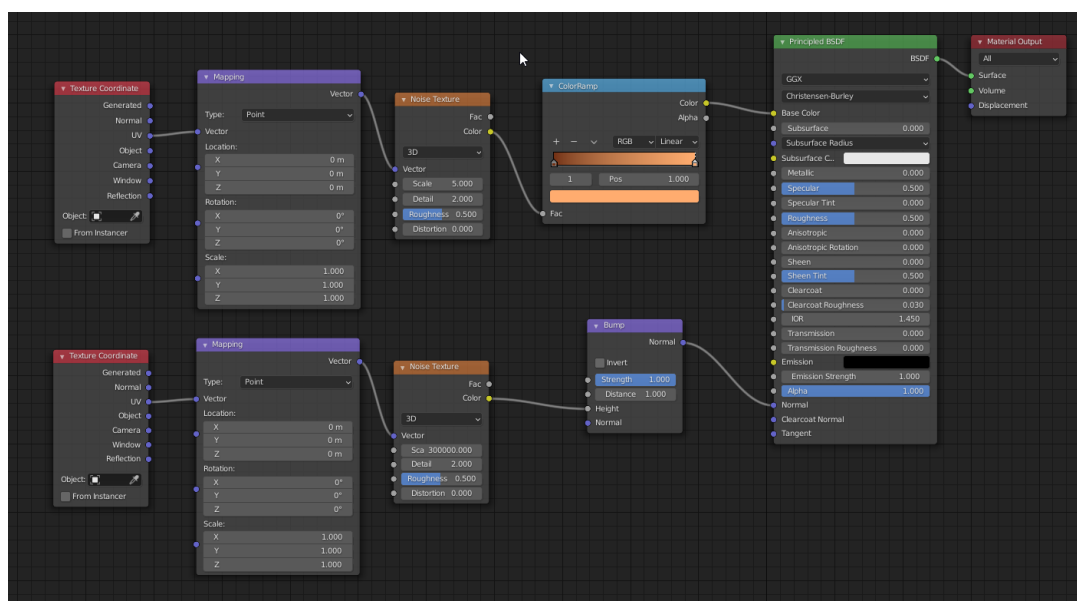 Texture Coordinate
Generated
Normal
UV
Object
Camera
Window
Reflection
Object:
From Instancer
Mapping
Vector
Type: Point
Vector
Location:
X 0 m
Y 0 m
Z 0 m
Rotation:
X 0°
Y 0°
Z 0°
Scale:
X 1.000
Y 1.000
Z 1.000
Noise Texture
Fac
Color
3D
Vector
Scale 5.000
Detail 2.000
Roughness 0.500
Distortion 0.000
ColorRamp
Color
Alpha
+ − RGB Linear
1 Pos 1.000
Fac
Principled BSDF
BSDF
GGX
Christensen-Burley
Base Color
Subsurface 0.000
Subsurface Radius
Subsurface C...
Metallic 0.000
Specular 0.500
Specular Tint 0.000
Roughness 0.500
Anisotropic 0.000
Anisotropic Rotation 0.000
Sheen 0.000
Sheen Tint 0.500
Clearcoat 0.000
Clearcoat Roughness 0.030
IOR 1.450
Transmission 0.000
Transmission Roughness 0.000
Emission
Emission Strength 1.000
Alpha 1.000
Normal
Clearcoat Normal
Tangent
Material Output
All
Surface
Volume
Displacement
Texture Coordinate
Generated
Normal
UV
Object
Camera
Window
Reflection
Object:
From Instancer
Mapping
Vector
Type: Point
Vector
Location:
X 0 m
Y 0 m
Z 0 m
Rotation:
X 0°
Y 0°
Z 0°
Scale:
X 1.000
Y 1.000
Z 1.000
Noise Texture
Fac
Color
3D
Vector
Sca 300000.000
Detail 2.000
Roughness 0.500
Distortion 0.000
Bump
Normal
Invert
Strength 1.000
Distance 1.000
Height
Normal